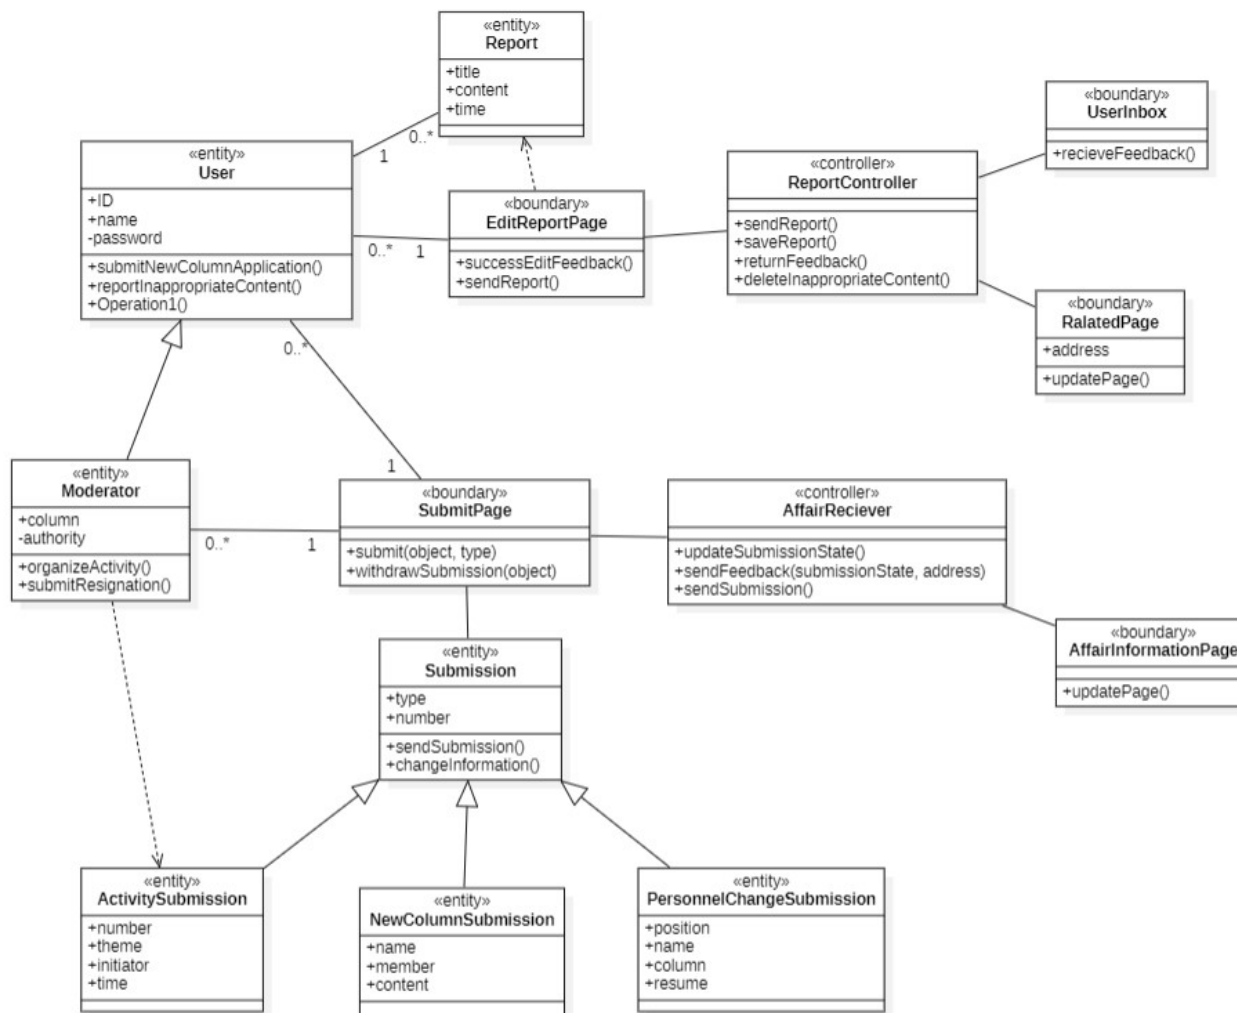 «entity»
Report
+title
+content
+time
«boundary»
UserInbox
+recieveFeedback()
0..*
1
«entity»
User
+ID
+name
-password
+submitNewColumnApplication()
+reportInappropriateContent()
+Operation1()
«controller»
ReportController
+sendReport()
+saveReport()
+returnFeedback()
+deleteInappropriateContent()
«boundary»
EditReportPage
+successEditFeedback()
+sendReport()
0..*
1
«boundary»
RalatedPage
+address
+updatePage()
0..*
1
«entity»
Moderator
+column
-authority
+organizeActivity()
+submitResignation()
0..*
1
«boundary»
SubmitPage
+submit(object, type)
+withdrawSubmission(object)
«controller»
AffairReciever
+updateSubmissionState()
+sendFeedback(submissionState, address)
+sendSubmission()
«boundary»
AffairInformationPage
+updatePage()
«entity»
Submission
+type
+number
+sendSubmission()
+changeInformation()
«entity»
ActivitySubmission
+number
+theme
+initiator
+time
«entity»
NewColumnSubmission
+name
+member
+content
«entity»
PersonnelChangeSubmission
+position
+name
+column
+resume